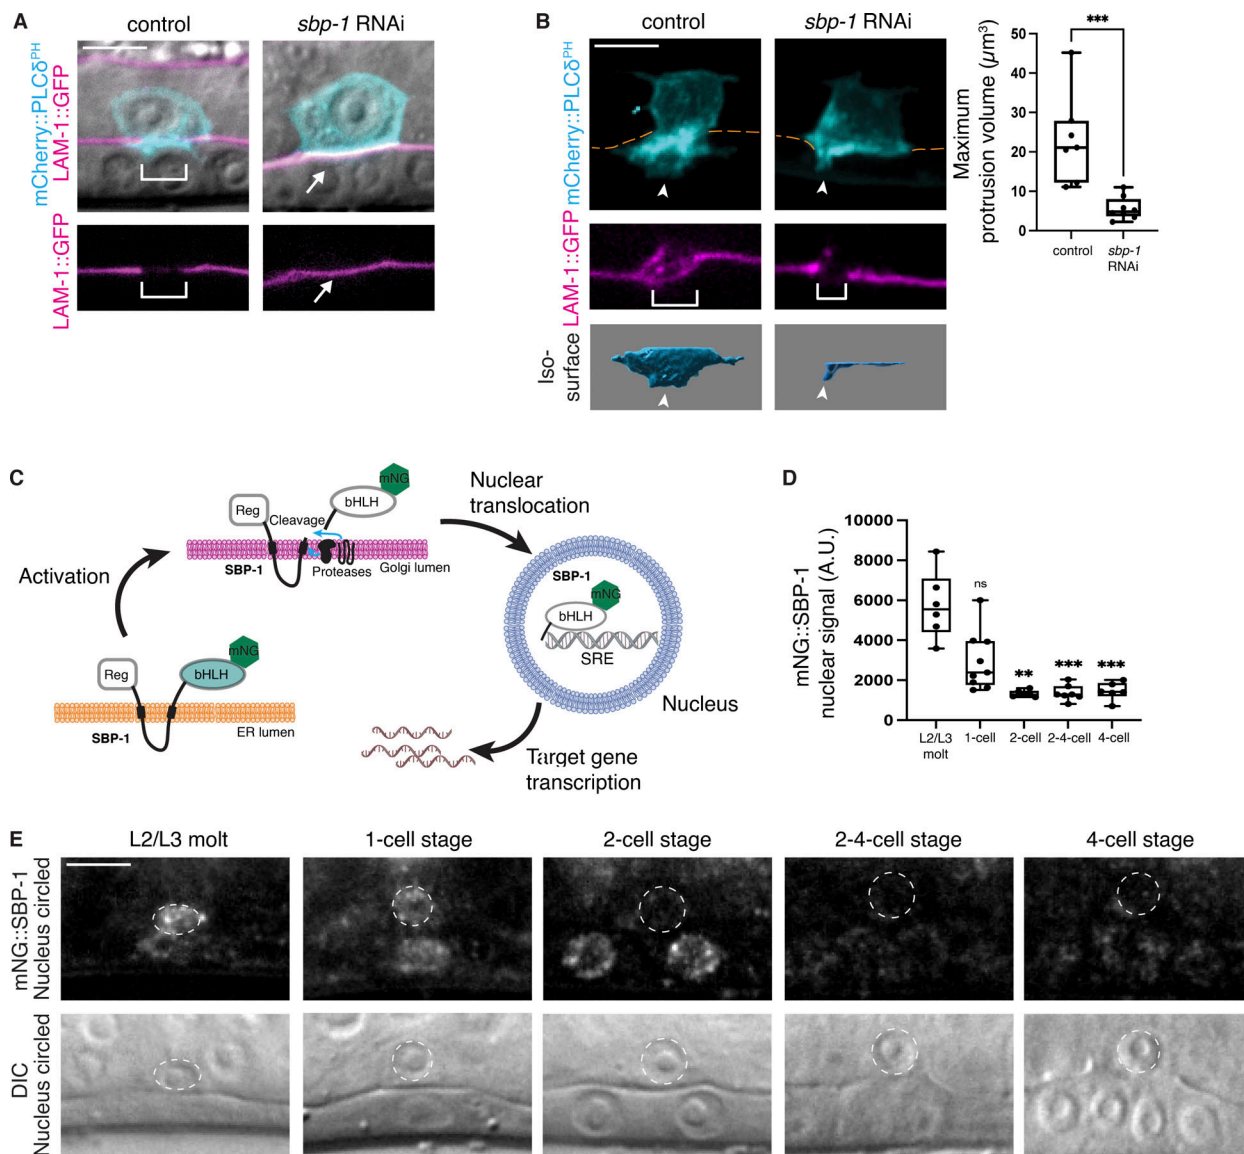 A
control
sbp-1 RNAi
mCherry::PLCδPH
LAM-1::GFP
LAM-1::GFP
B
control
sbp-1 RNAi
mCherry::PLCδPH
LAM-1::GFP
Iso-
surface
Maximum
protrusion volume (μm3)
50
40
30
20
10
0
***
control
sbp-1
RNAi
C
Activation
Reg
bHLH
mNG
SBP-1
ER lumen
Reg
Cleavage
bHLH
mNG
SBP-1
Proteases
Golgi lumen
Nuclear
translocation
SBP-1
mNG
bHLH
SRE
Nucleus
Target gene
transcription
D
mNG::SBP-1
nuclear signal (A.U.)
10000
8000
6000
4000
2000
0
ns
**
***
***
L2/L3
molt
1-cell
2-cell
2-4-cell
4-cell
E
L2/L3 molt
1-cell stage
2-cell stage
2-4-cell stage
4-cell stage
mNG::SBP-1
Nucleus circled
DIC
Nucleus circled